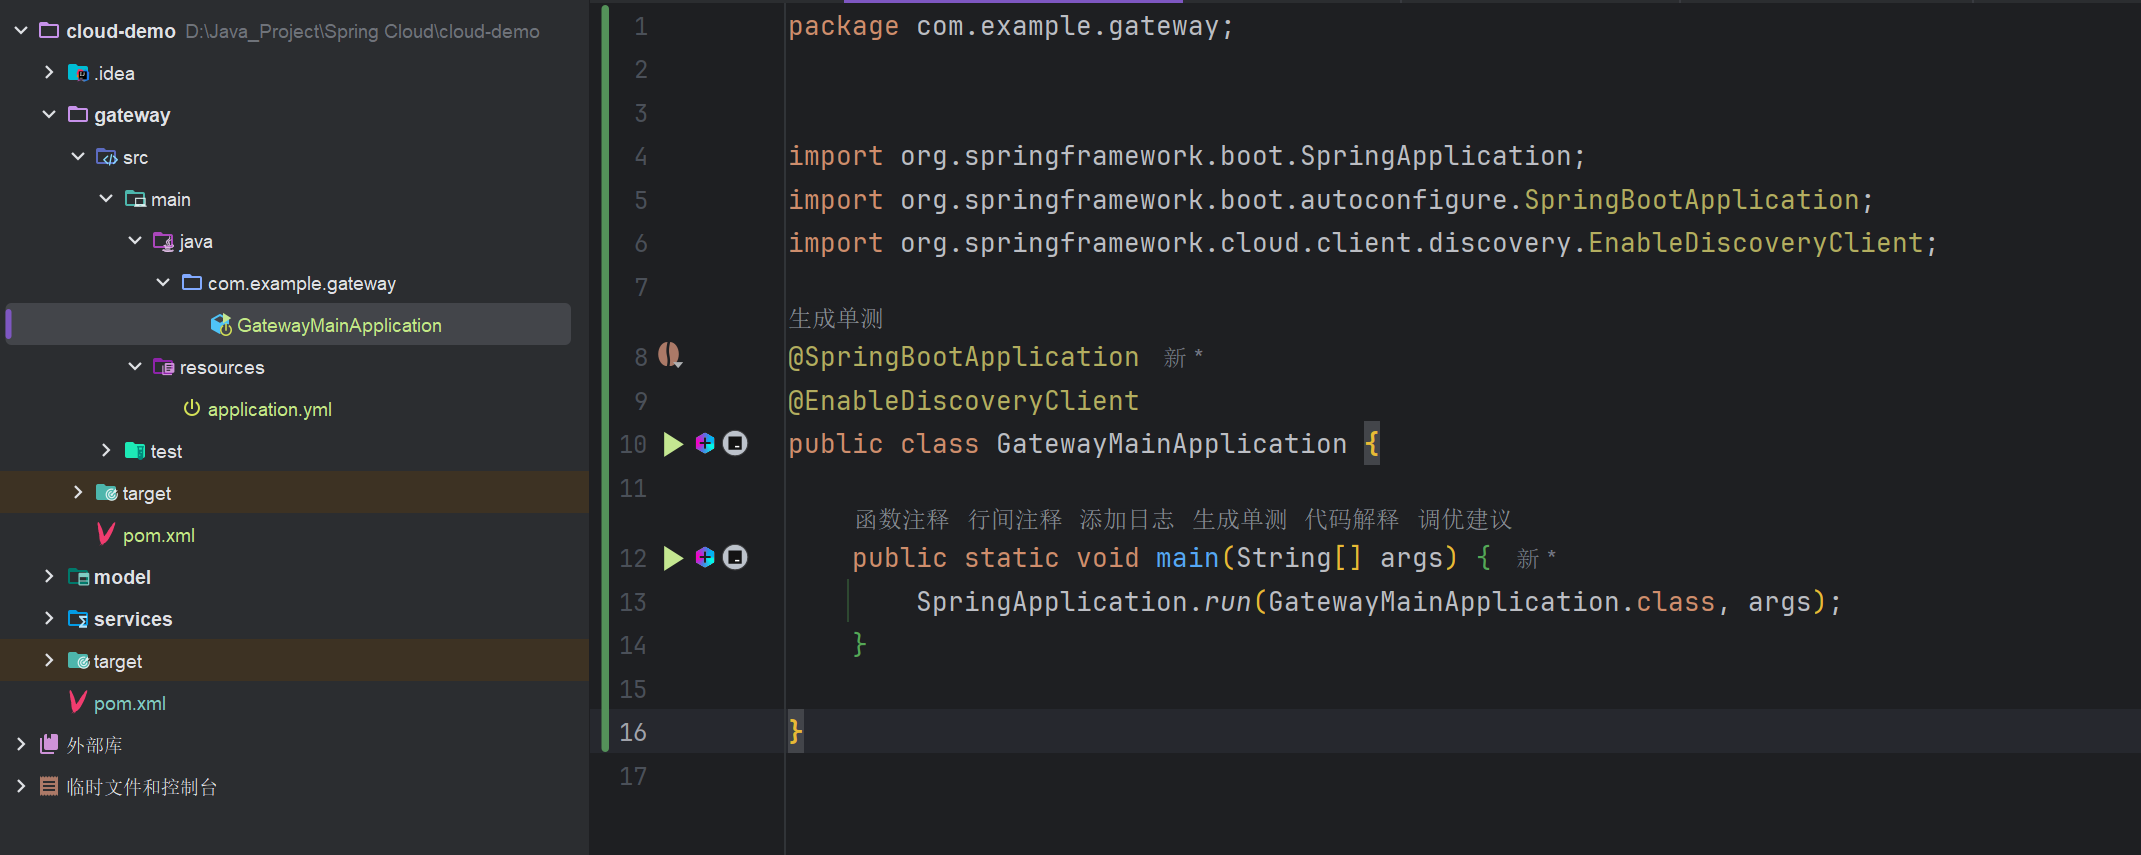 cloud-demo D:\Java_Project\Spring Cloud\cloud-demo
.idea
gateway
src
main
java
com.example.gateway
GatewayMainApplication
resources
application.yml
test
target
pom.xml
model
services
target
pom.xml
外部库
临时文件和控制台
1 package com.example.gateway;
2
3
4 import org.springframework.boot.SpringApplication;
5 import org.springframework.boot.autoconfigure.SpringBootApplication;
6 import org.springframework.cloud.client.discovery.EnableDiscoveryClient;
7
生成单测
8 @SpringBootApplication 新 *
9 @EnableDiscoveryClient
10 public class GatewayMainApplication {
11
函数注释 行间注释 添加日志 生成单测 代码解释 调优建议
12 public static void main(String[] args) { 新 *
13 SpringApplication.run(GatewayMainApplication.class, args);
14 }
15
16 }
17